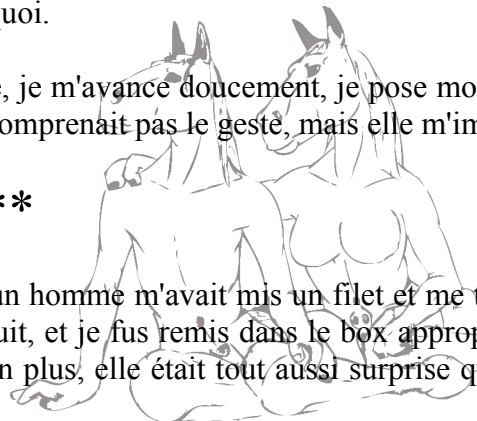 uoi.
, je m'avance doucement, je pose mo
omprenait pas le geste, mais elle m'im
**
un homme m'avait mis un filet et me t
uit, et je fus remis dans le box approp
n plus, elle était tout aussi surprise q